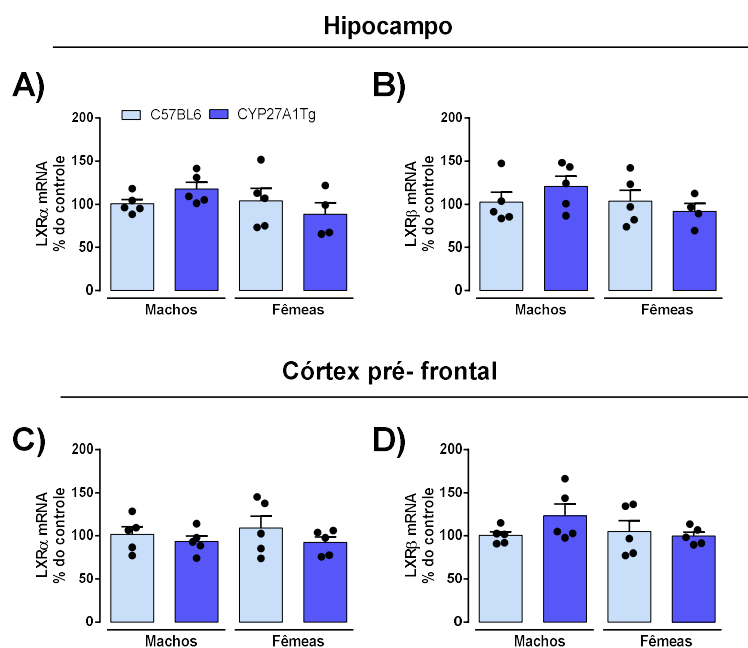 Hipocampo
A)
B)
C57BL6 CYP27A1Tg
LXRα mRNA
% do controle
200
150
100
50
0
Machos Fêmeas
LXRβ mRNA
% do controle
200
150
100
50
0
Machos Fêmeas
Córtex pré- frontal
C)
D)
LXRα mRNA
% do controle
200
150
100
50
0
Machos Fêmeas
LXRβ mRNA
% do controle
200
150
100
50
0
Machos Fêmeas